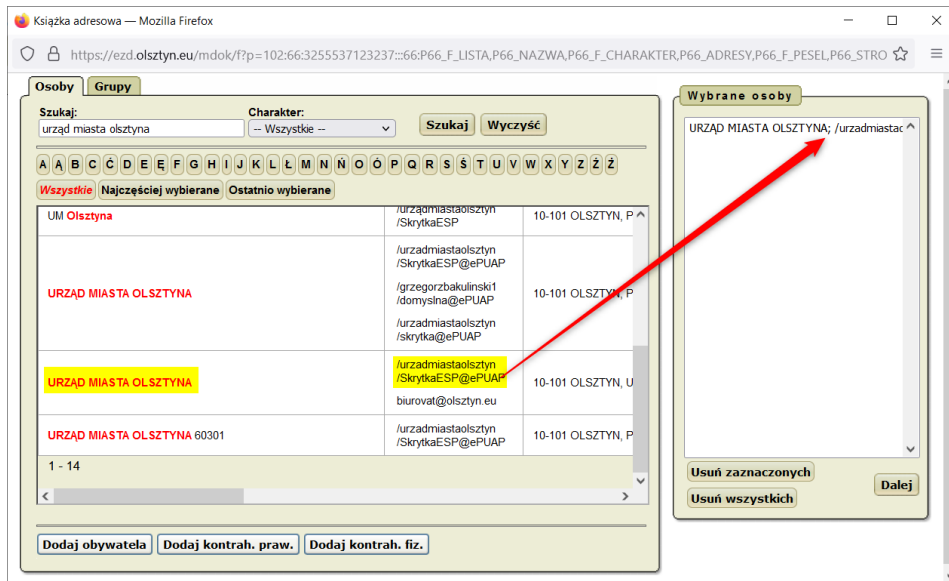 Książka adresowa — Mozilla Firefox
https://ezd.olsztyn.eu/mdok/f?p=102:66:3255537123237:::66:P66_F_LISTA,P66_NAZWA,P66_F_CHARAKTER,P66_ADRESY,P66_F_PESEL,P66_STRO
Osoby Grupy
Szukaj: Charakter:
urząd miasta olsztyna -- Wszystkie -- Szukaj Wyczyść
A Ą B C Ć D E Ę F G H I J K L Ł M N Ń O Ó P Q R S Ś T U V W X Y Z Ź Ż
Wszystkie Najczęściej wybierane Ostatnio wybierane
UM Olsztyna
/urządmiastaolsztyn
/SkrytkaESP
10-101 OLSZTYN, P
URZĄD MIASTA OLSZTYNA
/urzadmiastaolsztyn
/SkrytkaESP@ePUAP
/grzegorzbakulinski1
/domyslna@ePUAP
/urzadmiastaolsztyn
/skrytka@ePUAP
10-101 OLSZTYN, P
URZĄD MIASTA OLSZTYNA
/urzadmiastaolsztyn
/SkrytkaESP@ePUAP
biurovat@olsztyn.eu
10-101 OLSZTYN, U
URZĄD MIASTA OLSZTYNA 60301
/urzadmiastaolsztyn
/SkrytkaESP@ePUAP
10-101 OLSZTYN, P
1 - 14
Dodaj obywatela Dodaj kontrah. praw. Dodaj kontrah. fiz.
Wybrane osoby
URZĄD MIASTA OLSZTYNA; /urzadmiastac
Usuń zaznaczonych
Usuń wszystkich
Dalej